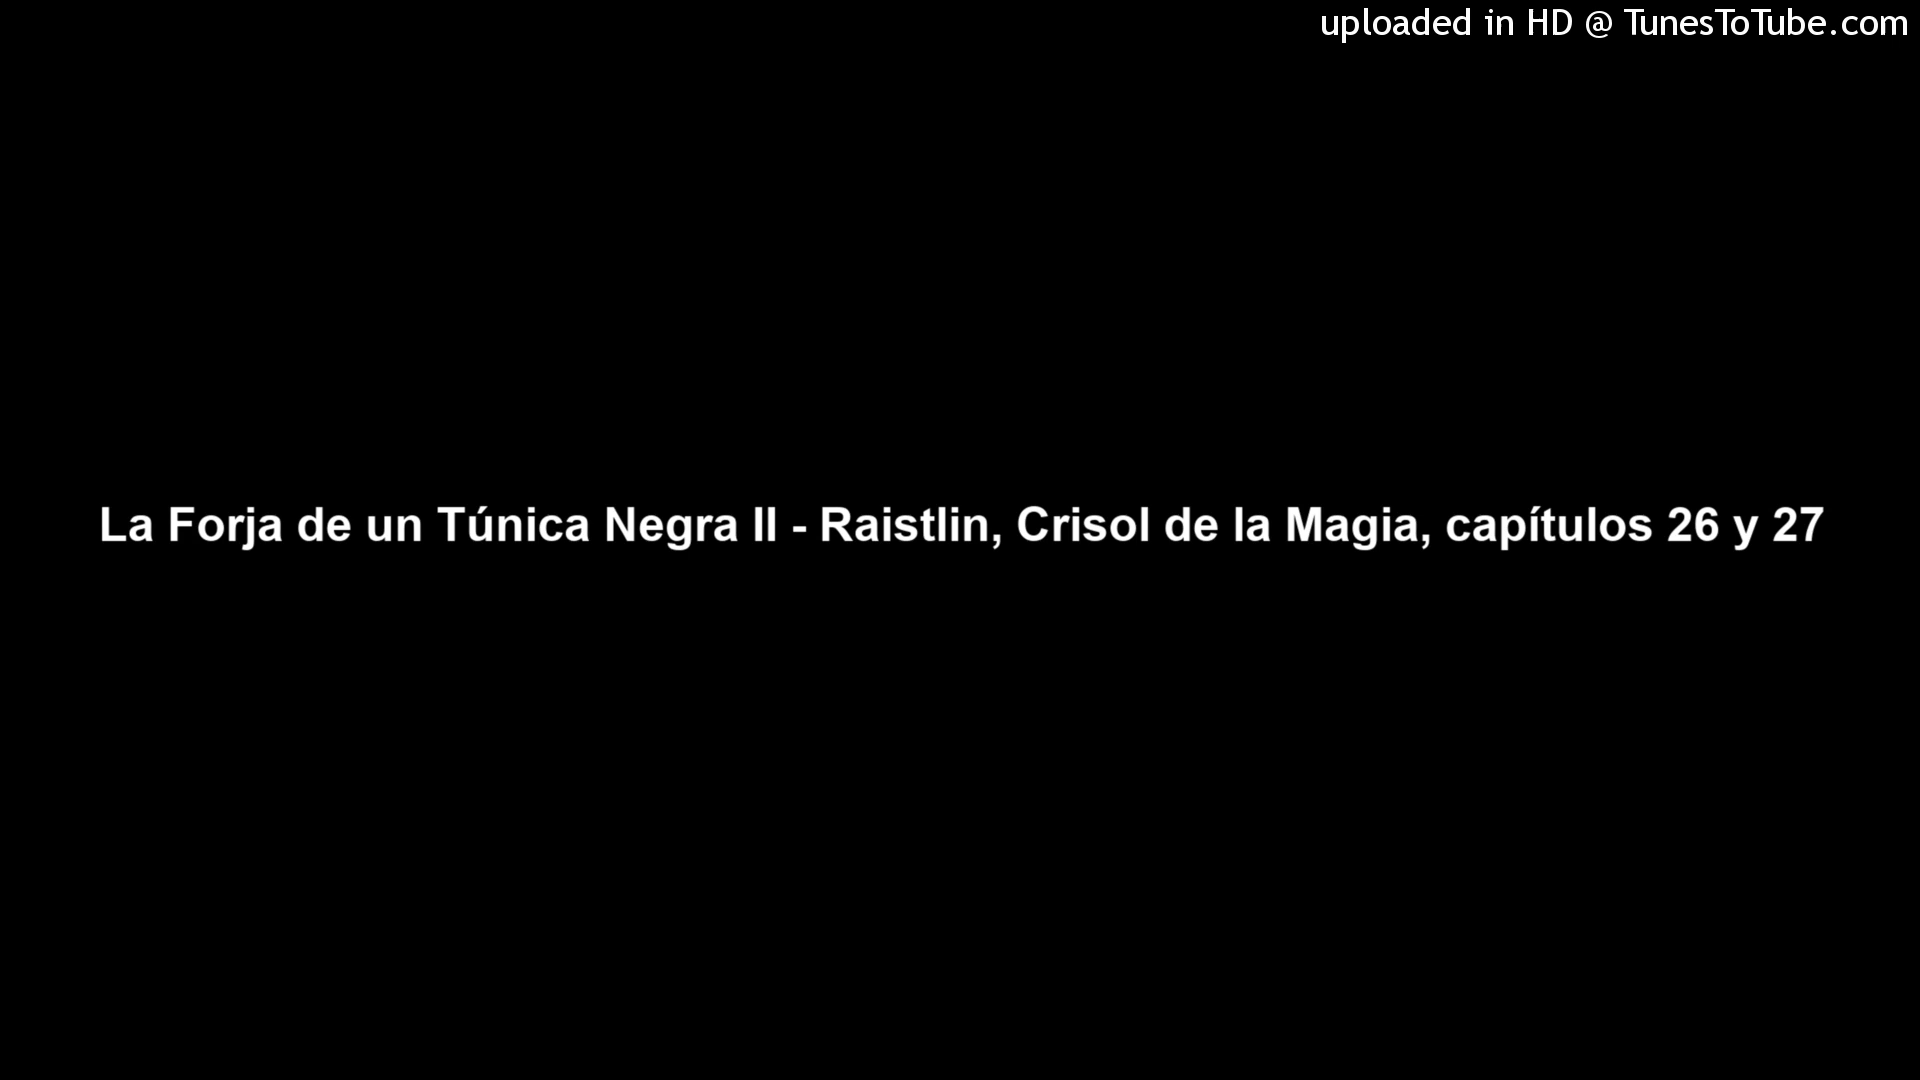 uploaded in HD @ TunesToTube.com
La Forja de un Túnica Negra II - Raistlin, Crisol de la Magia, capítulos 26 y 27